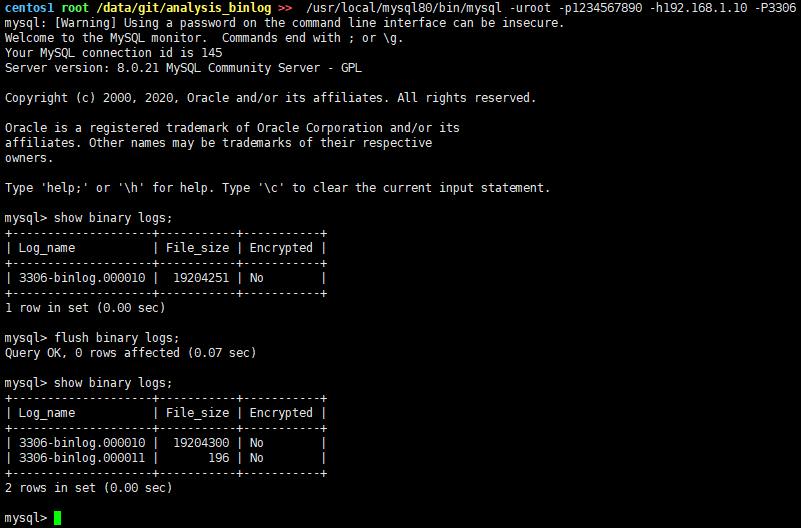 centos1 root /data/git/analysis_binlog >>  /usr/local/mysql80/bin/mysql -uroot -p1234567890 -h192.168.1.10 -P3306
mysql: [Warning] Using a password on the command line interface can be insecure.
Welcome to the MySQL monitor.  Commands end with ; or \g.
Your MySQL connection id is 145
Server version: 8.0.21 MySQL Community Server - GPL

Copyright (c) 2000, 2020, Oracle and/or its affiliates. All rights reserved.

Oracle is a registered trademark of Oracle Corporation and/or its
affiliates. Other names may be trademarks of their respective
owners.

Type 'help;' or '\h' for help. Type '\c' to clear the current input statement.

mysql> show binary logs;
+--------------------+-----------+-----------+
| Log_name           | File_size | Encrypted |
+--------------------+-----------+-----------+
| 3306-binlog.000010 |  19204251 | No        |
+--------------------+-----------+-----------+
1 row in set (0.00 sec)

mysql> flush binary logs;
Query OK, 0 rows affected (0.07 sec)

mysql> show binary logs;
+--------------------+-----------+-----------+
| Log_name           | File_size | Encrypted |
+--------------------+-----------+-----------+
| 3306-binlog.000010 |  19204300 | No        |
| 3306-binlog.000011 |       196 | No        |
+--------------------+-----------+-----------+
2 rows in set (0.00 sec)

mysql>